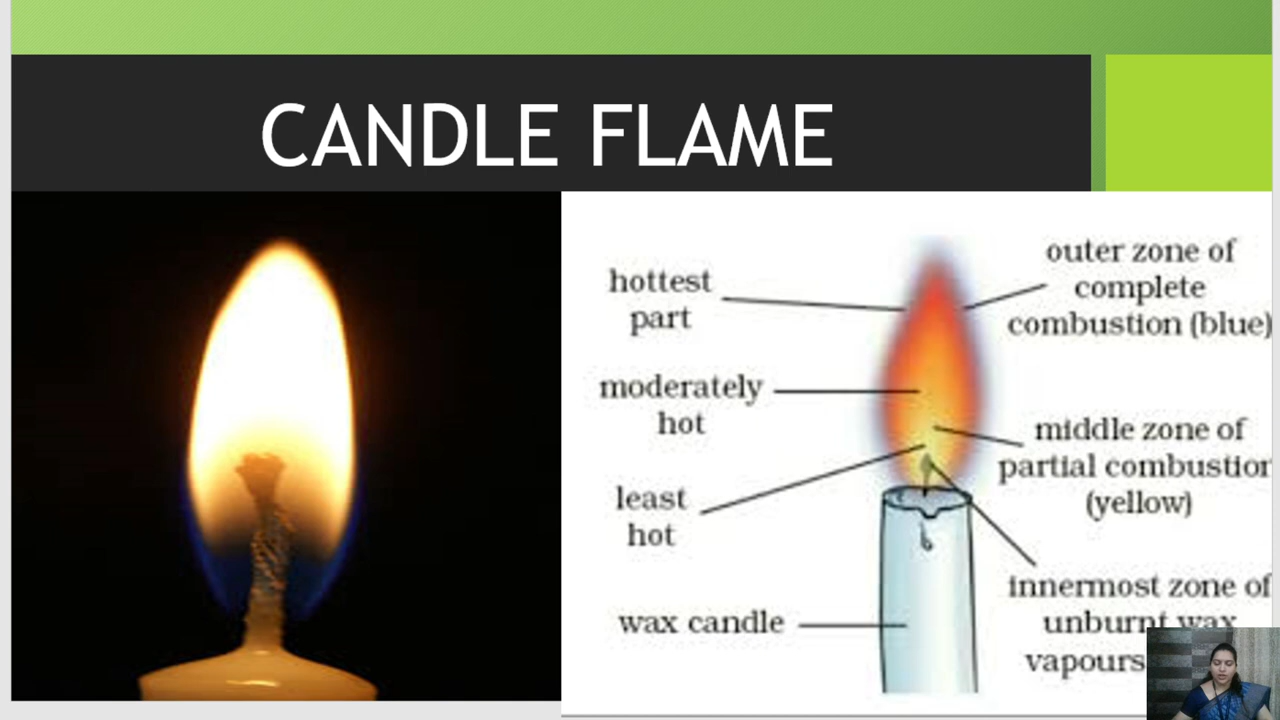 CANDLE FLAME
hottest
part
moderately
hot
least
hot
wax candle
outer zone of
complete
combustion (blue)
middle zone of
partial combustion
(yellow)
innermost zone of
unburnt wax
vapours